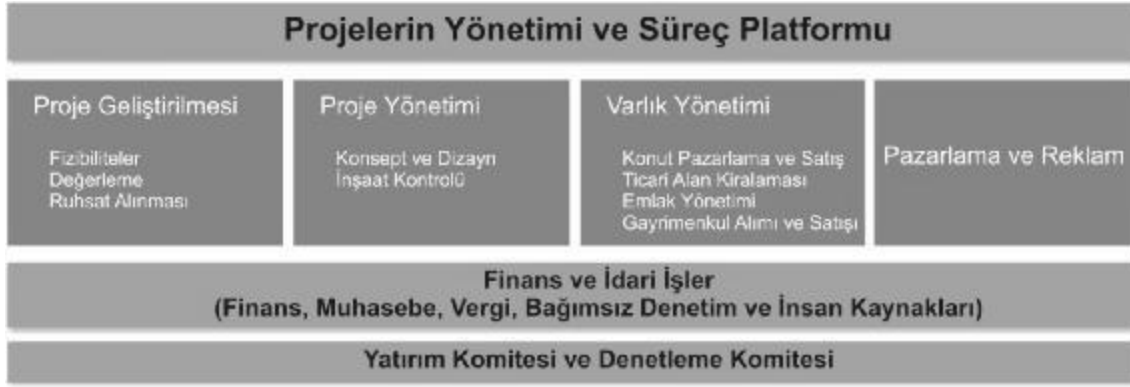 Projelerin Yönetimi ve Süreç Platformu
Proje Geliştirilmesi
Fizibiliteler
Değerleme
Ruhsat Alınması
Proje Yönetimi
Konsept ve Dizayn
İnşaat Kontrolü
Varlık Yönetimi
Konut Pazarlama ve Satış
Ticari Alan Kiralaması
Emlak Yönetimi
Gayrimenkul Alımı ve Satışı
Pazarlama ve Reklam
Finans ve İdari İşler
(Finans, Muhasebe, Vergi, Bağımsız Denetim ve İnsan Kaynakları)
Yatırım Komitesi ve Denetleme Komitesi